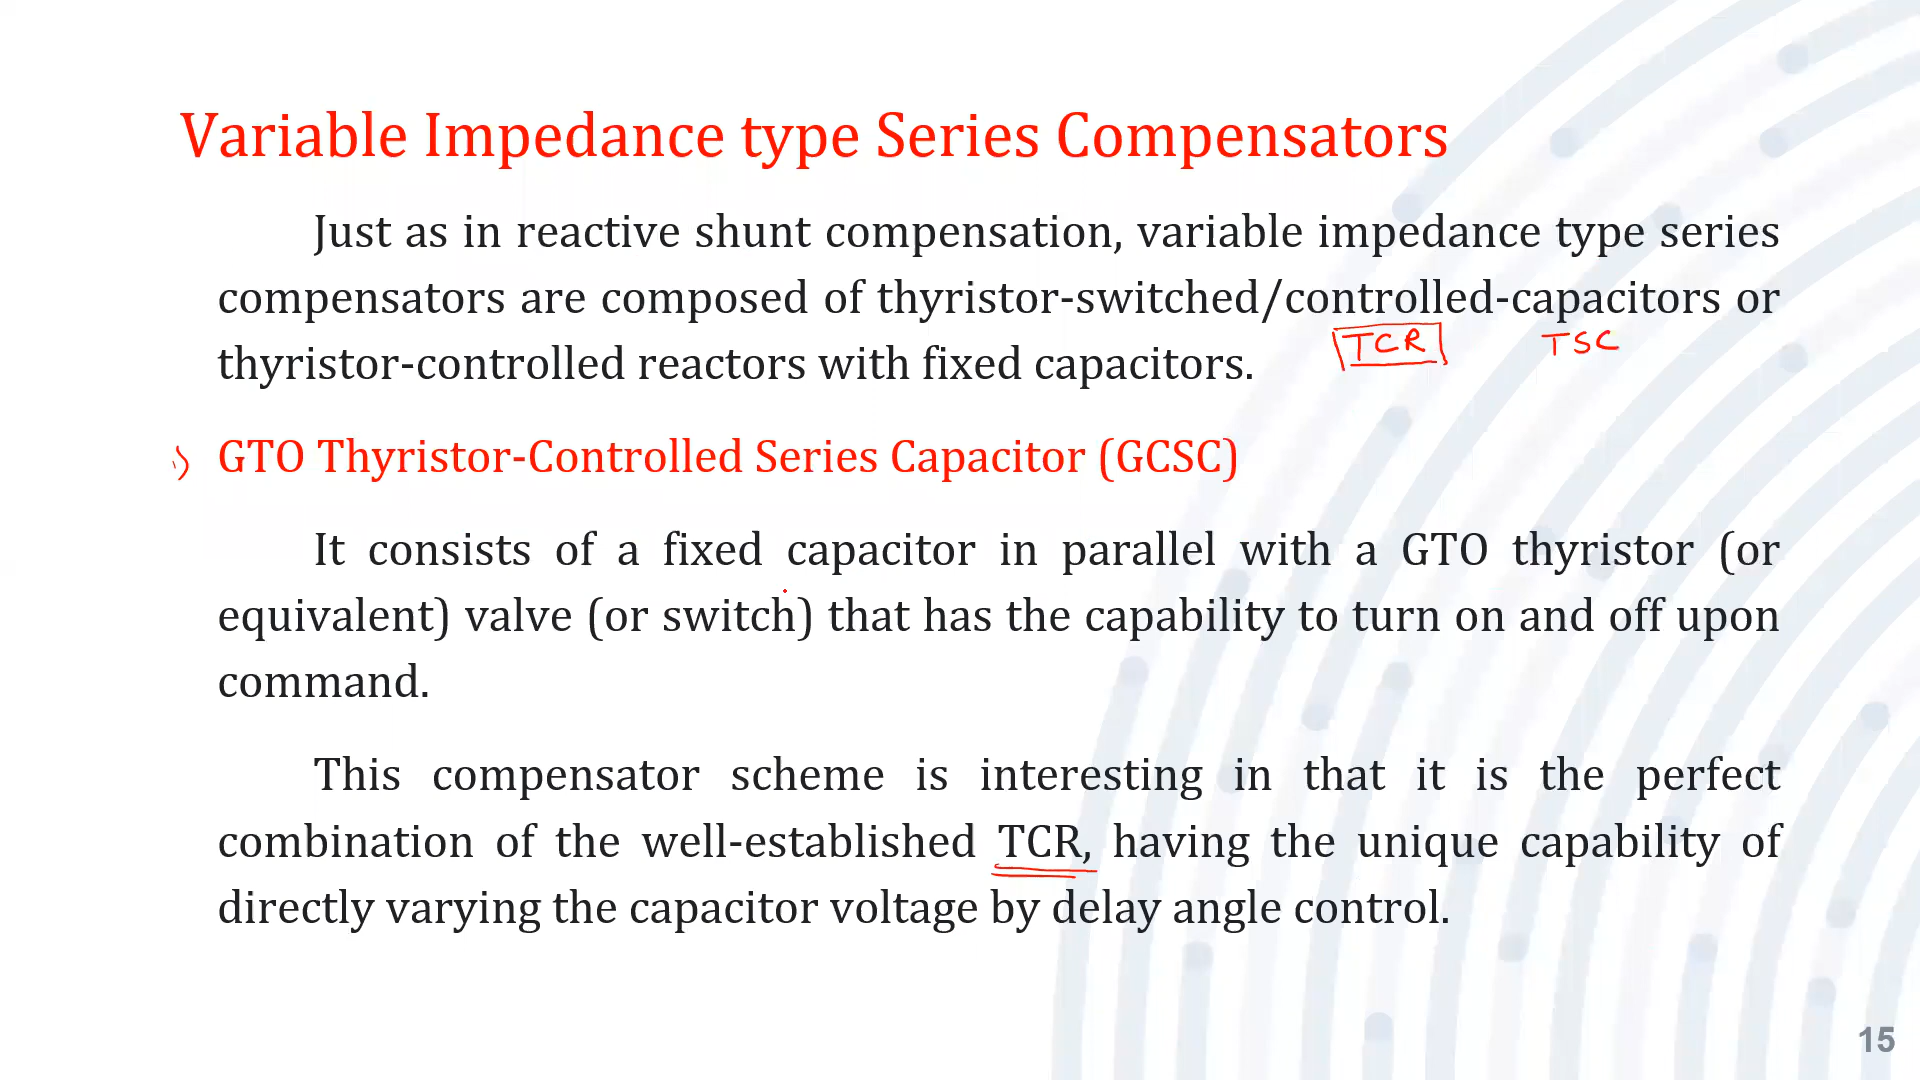 Variable Impedance type Series Compensators
Just as in reactive shunt compensation, variable impedance type series
compensators are composed of thyristor-switched/controlled-capacitors or
TCR TSC
thyristor-controlled reactors with fixed capacitors.
GTO Thyristor-Controlled Series Capacitor (GCSC)
It consists of a fixed capacitor in parallel with a GTO thyristor (or
equivalent) valve (or switch) that has the capability to turn on and off upon
command.
This compensator scheme is interesting in that it is the perfect
combination of the well-established TCR, having the unique capability of
directly varying the capacitor voltage by delay angle control.
15